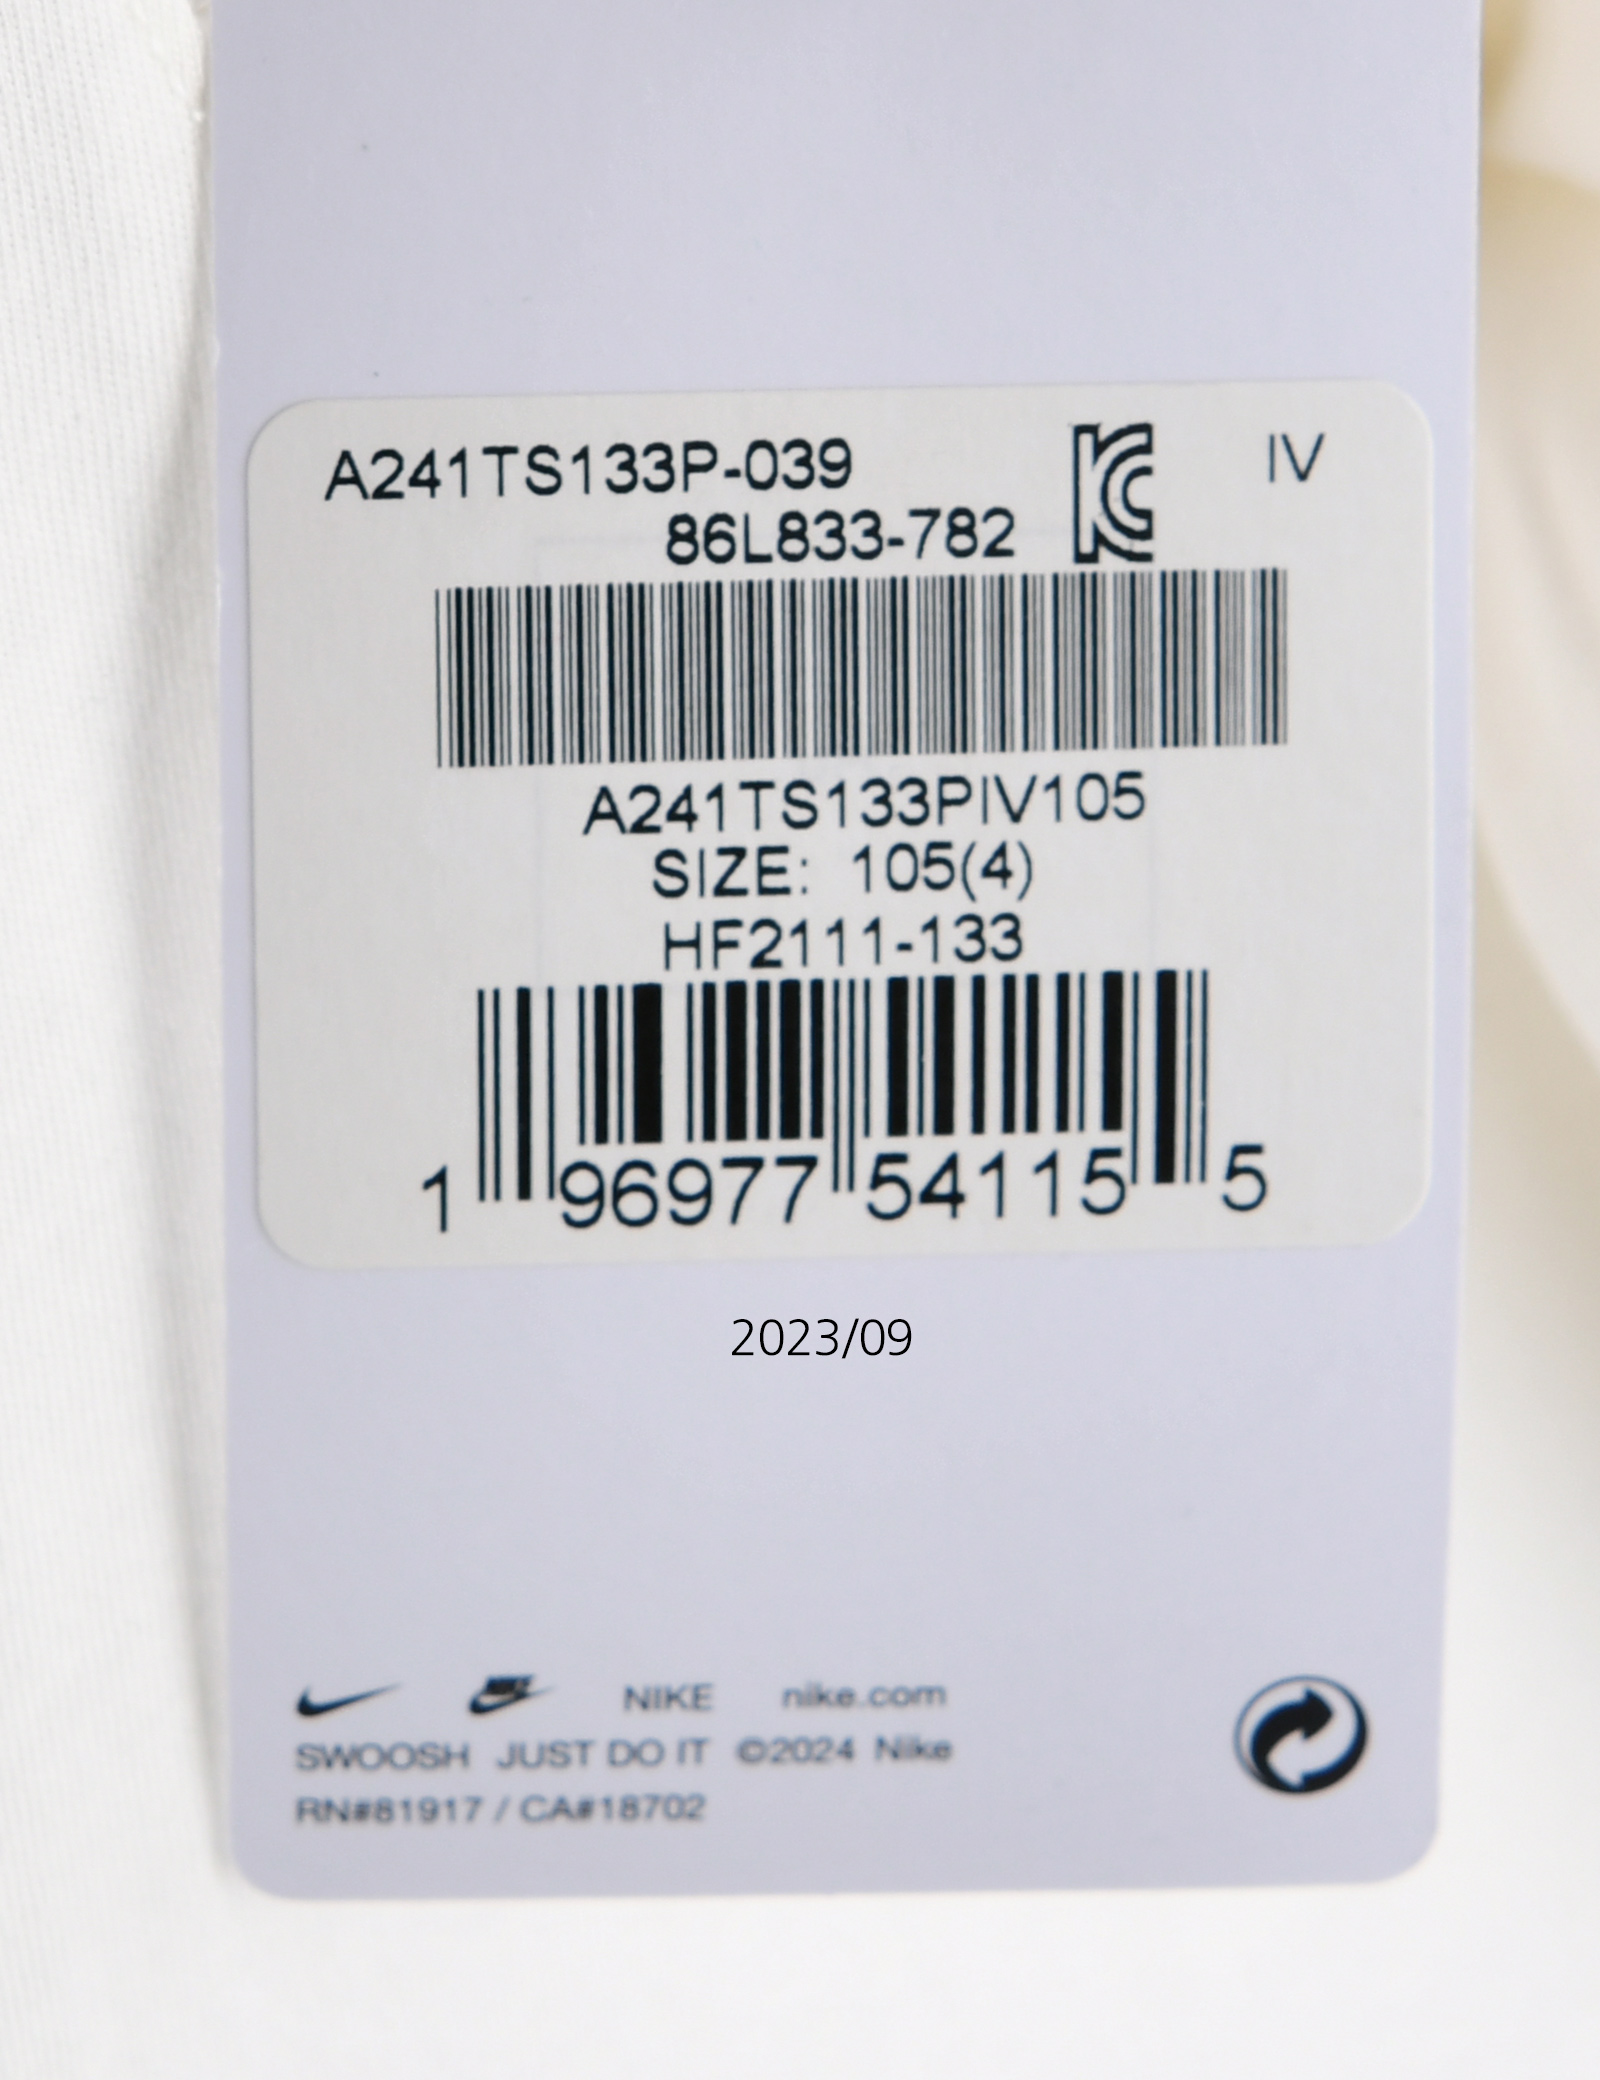 A241TS133P-039
IV
86L833-782
A241TS133PIV105
SIZE: 105(4)
HF2111-133
1 96977 54115 5
2023/09
NIKE nike.com
SWOOSH JUST DO IT ©2024 Nike
RN#81917 / CA#18702